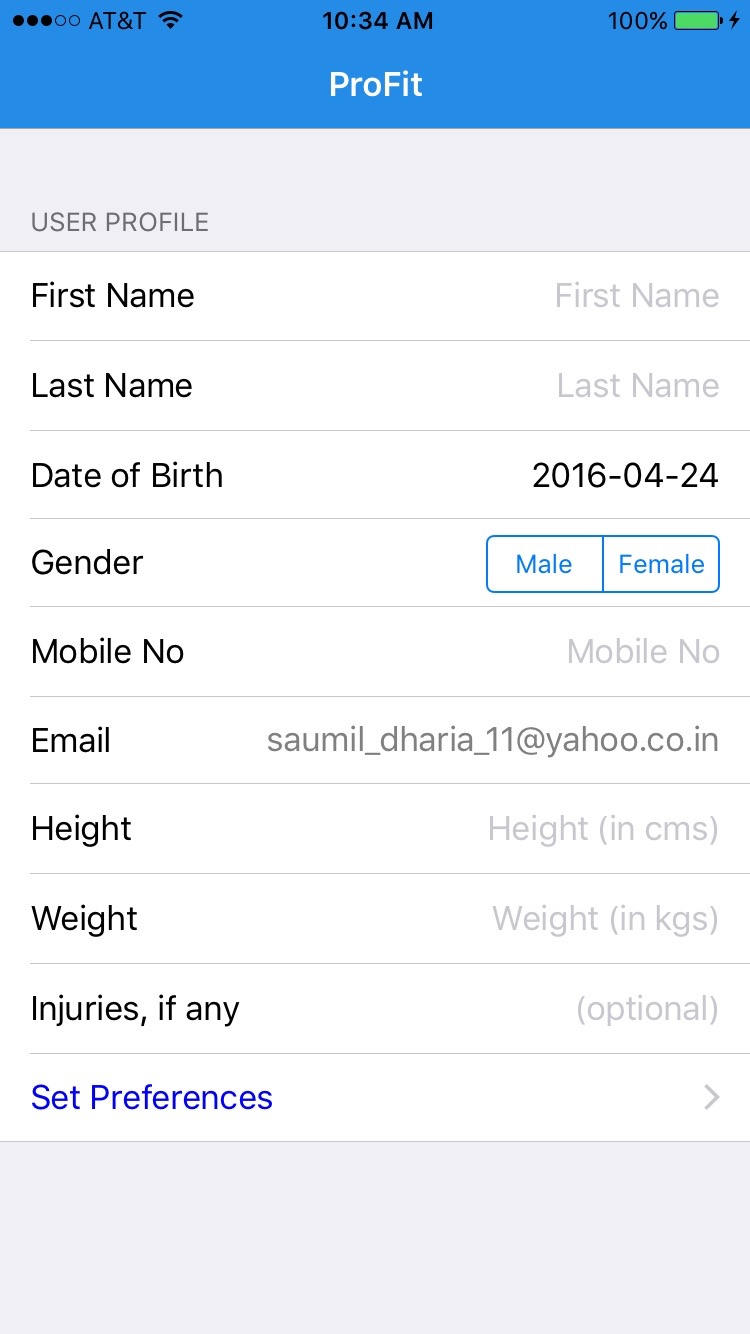 AT&T 10:34 AM 100%
ProFit
USER PROFILE
First Name First Name
Last Name Last Name
Date of Birth 2016-04-24
Gender Male Female
Mobile No Mobile No
Email saumil_dharia_11@yahoo.co.in
Height Height (in cms)
Weight Weight (in kgs)
Injuries, if any (optional)
Set Preferences